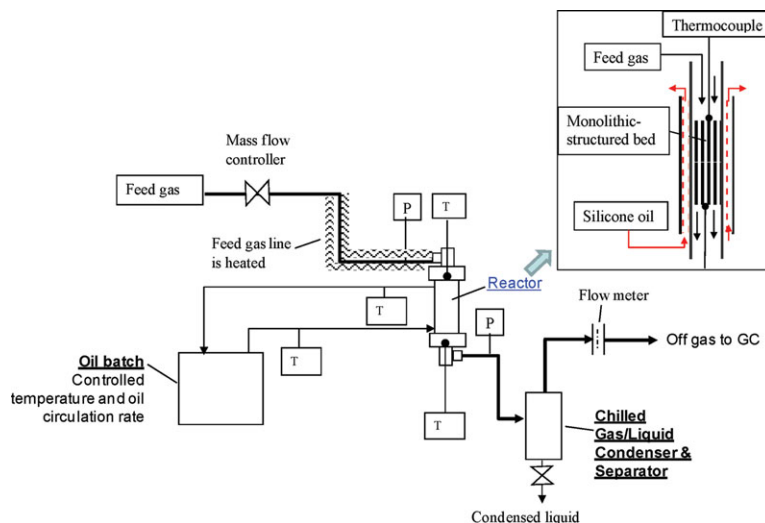 Thermocouple
Feed gas
Monolithic-
structured bed
Silicone oil
Mass flow
controller
Feed gas
P
T
Feed gas line
is heated
Reactor
T
P
Flow meter
T
Off gas to GC
Oil batch
Controlled
temperature and oil
circulation rate
T
Chilled
Gas/Liquid
Condenser &
Separator
Condensed liquid